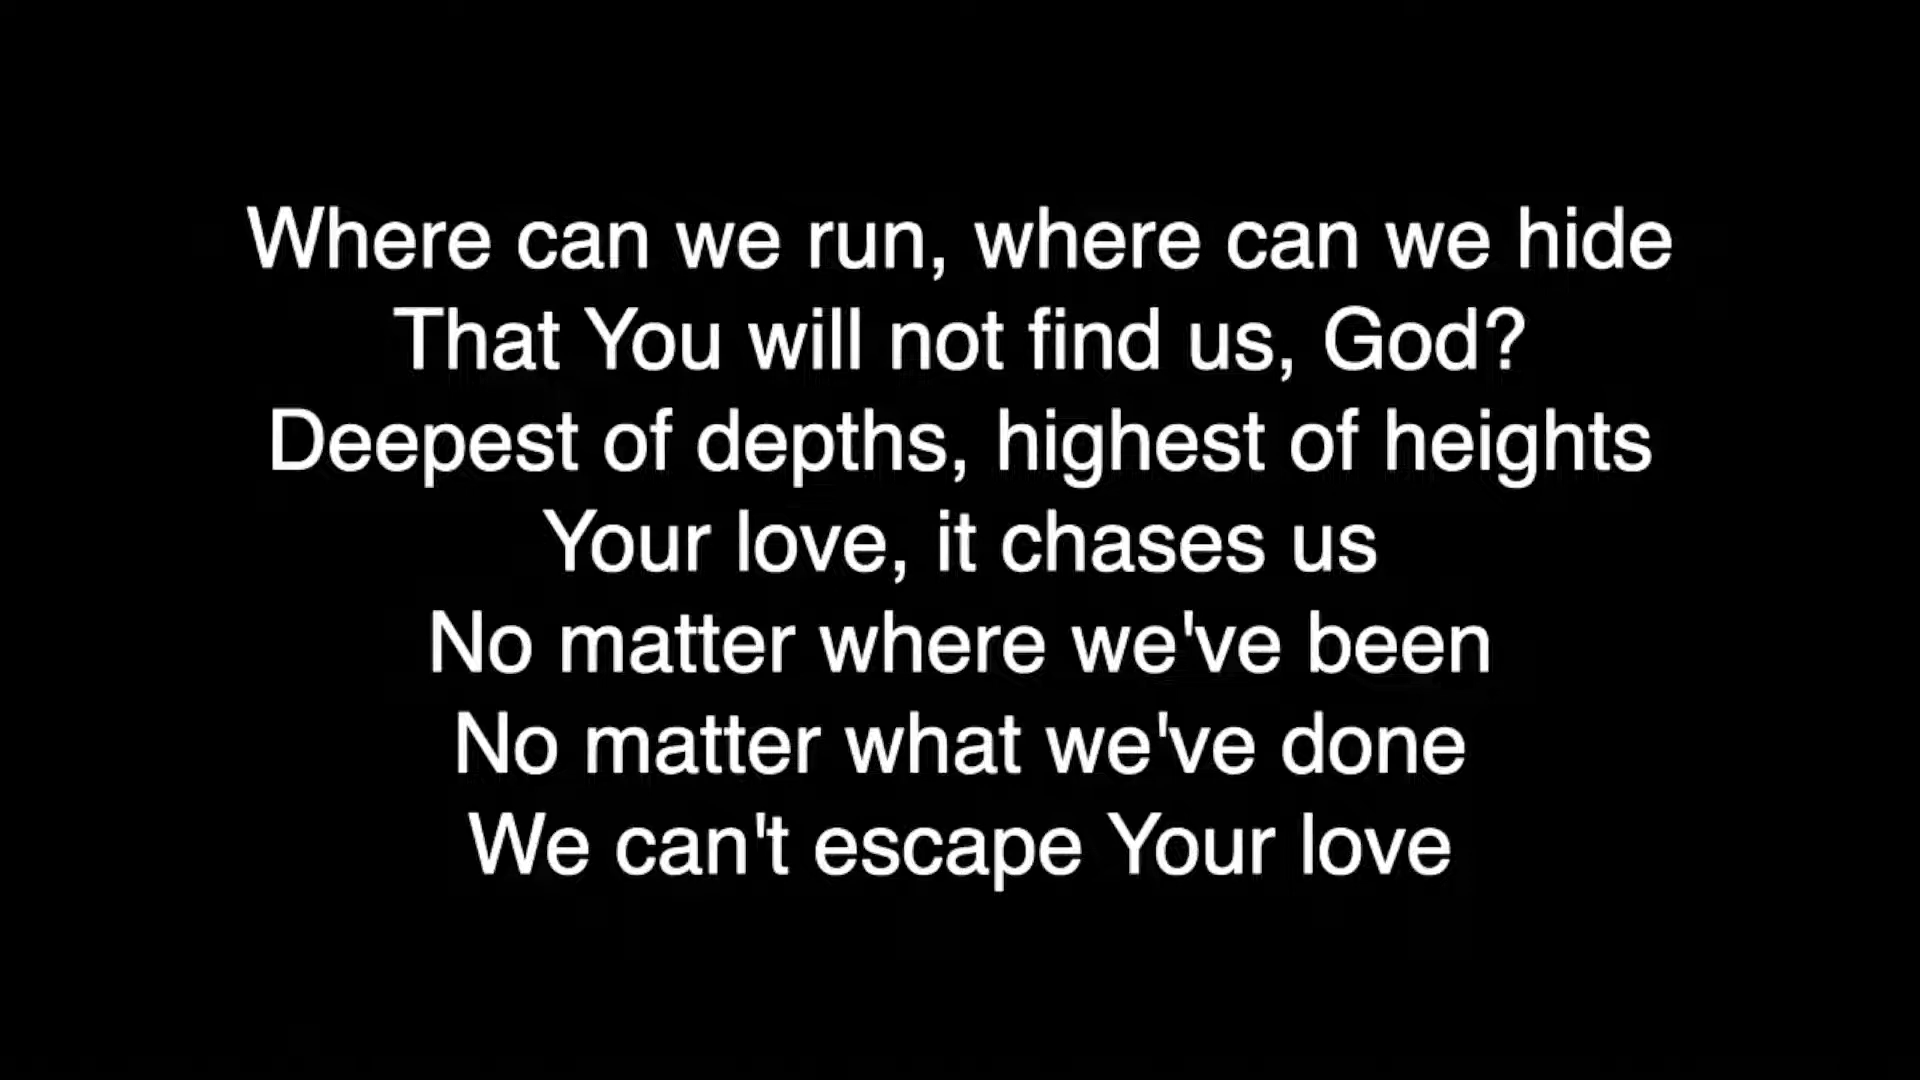 Where can we run, where can we hide
That You will not find us, God?
Deepest of depths, highest of heights
Your love, it chases us
No matter where we've been
No matter what we've done
We can't escape Your love